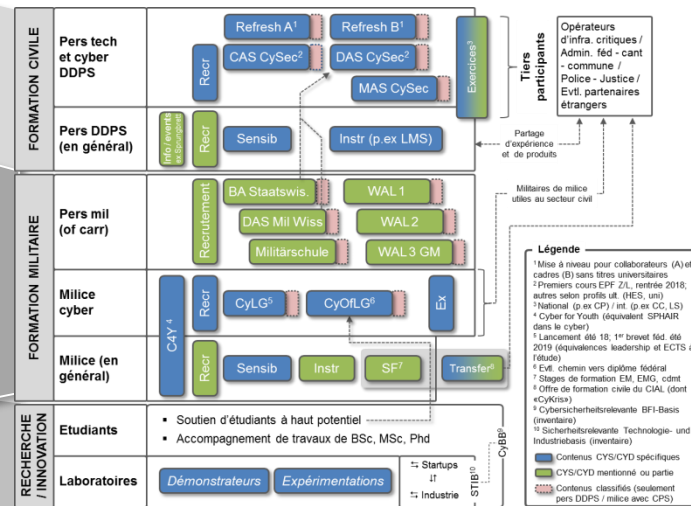 FORMATION CIVILE
Pers tech
et cyber
DDPS
Recr
Refresh A¹
Refresh B¹
CAS CySec²
DAS CySec²
MAS CySec
Exercices³
Tiers
participants
Opérateurs
d'infra. critiques /
Admin. féd - cant
- commune /
Police - Justice /
Evtl. partenaires
étrangers
Pers DDPS
(en général)
Info / events
ex.Sprungbrett
Recr
Sensib
Instr (p.ex LMS)
Partage
d'expérience
et de produits
FORMATION MILITAIRE
Pers mil
(of carr)
Recrutement
BA Staatswis.
WAL 1
DAS Mil Wiss
WAL 2
Militärschule
WAL 3 GM
Militaires de milice
utiles au secteur civil
Milice
cyber
C4Y ⁴
Recr
CyLG⁵
CyOfLG⁶
Ex
Milice (en
général)
Recr
Sensib
Instr
SF⁷
Transfer⁸
RECHERCHE
/ INNOVATION
Etudiants
▪ Soutien d'étudiants à haut potentiel
▪ Accompagnement de travaux de BSc, MSc, Phd
Laboratoires
Démonstrateurs
Expérimentations
⇆ Startups
⇅
⇆ Industrie
STIB¹⁰
CyBB⁹
Légende
¹ Mise à niveau pour collaborateurs (A) et
cadres (B) sans titres universitaires
² Premiers cours EPF Z/L, rentrée 2018;
autres selon profils ult. (HES, uni)
³ National (p.ex CP) / int. (p.ex CC, LS)
⁴ Cyber for Youth (équivalent SPHAIR
dans le cyber)
⁵ Lancement été 18; 1er brevet féd. été
2019 (équivalences leadership et ECTS à
l'étude)
⁶ Evtl. chemin vers diplôme fédéral
⁷ Stages de formation EM, EMG, cdmt
⁸ Offre de formation civile du CIAL (dont
«CyKris»)
⁹ Cybersicherheitsrelevante BFI-Basis
(inventaire)
¹⁰ Sicherheitsrelevante Technologie- und
Industriebasis (inventaire)
Contenus CYS/CYD spécifiques
CYS/CYD mentionné ou partie
Contenus classifiés (seulement
pers DDPS / milice avec CPS)